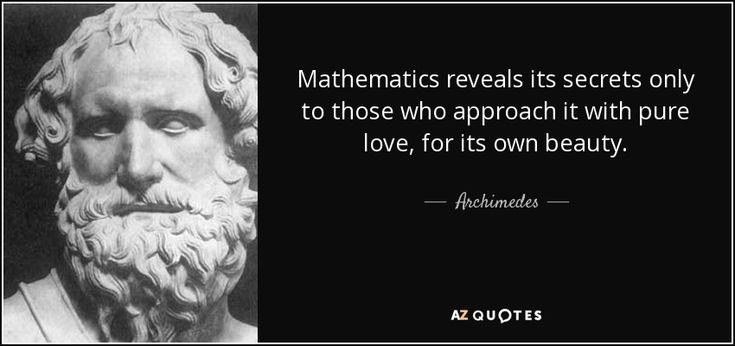 Mathematics reveals its secrets only
to those who approach it with pure
love, for its own beauty.
Archimedes
AZ QUOTES